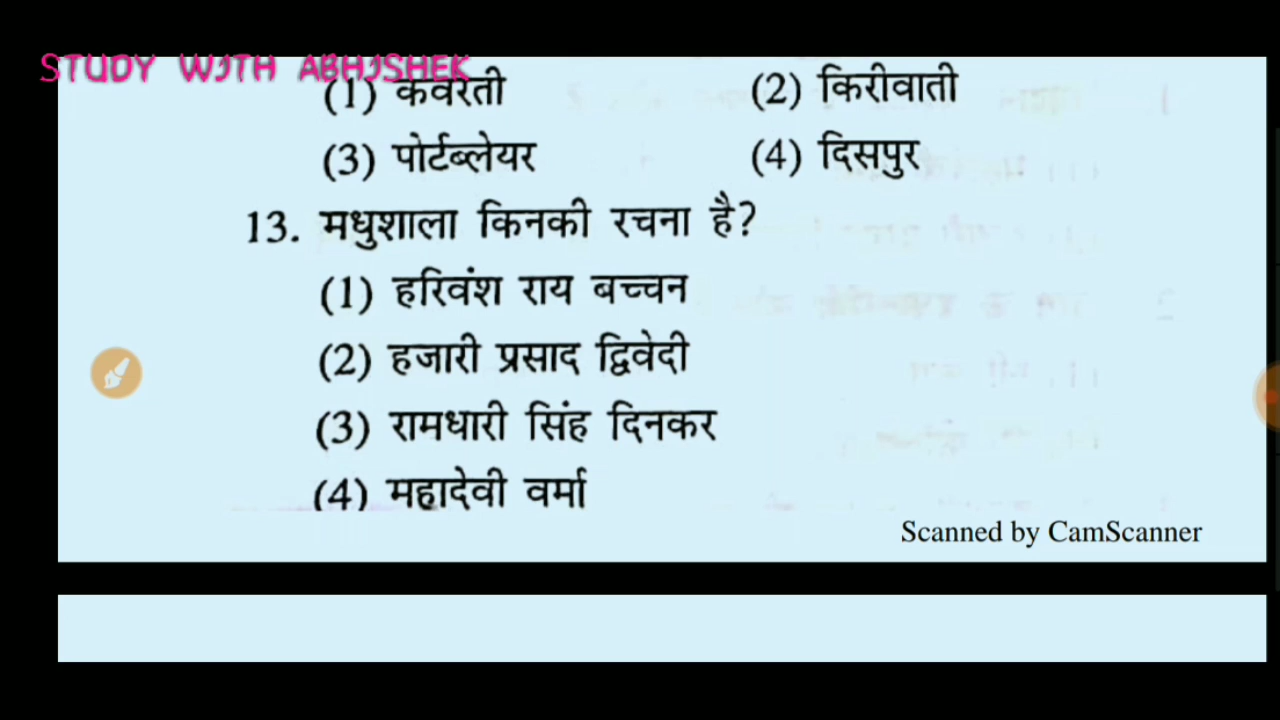 STUDY WITH ABHISHEK
(1) कवरती (2) किरीवाती
(3) पोर्टब्लेयर (4) दिसपुर
13. मधुशाला किनकी रचना है?
(1) हरिवंश राय बच्चन
(2) हजारी प्रसाद द्विवेदी
(3) रामधारी सिंह दिनकर
(4) महादेवी वर्मा
Scanned by CamScanner